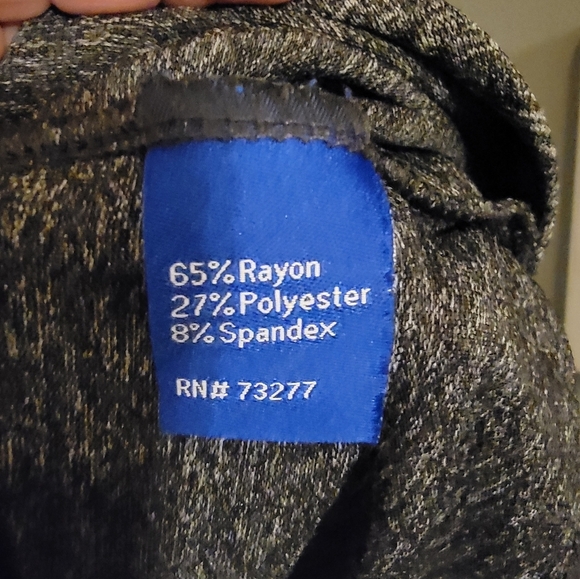 65% Rayon
27% Polyester
8% Spandex
RN# 73277